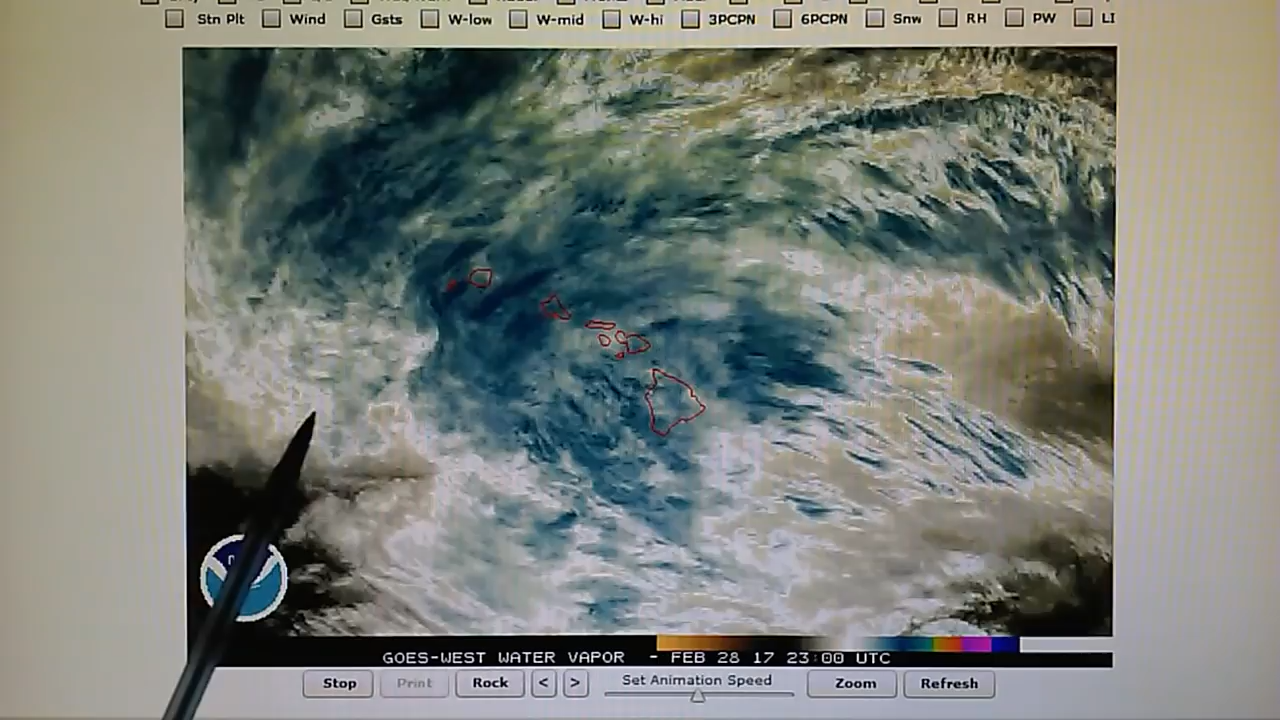 Stn Plt Wind Gsts W-low W-mid W-hi 3PCPN 6PCPN Snw RH PW LI
GOES-WEST WATER VAPOR - FEB 28 17 23:00 UTC
Stop Print Rock < > Set Animation Speed Zoom Refresh